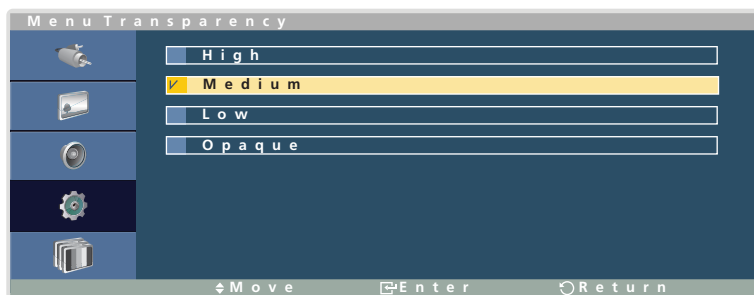 Menu Transparency
High
Medium
Low
Opaque
Move Enter Return